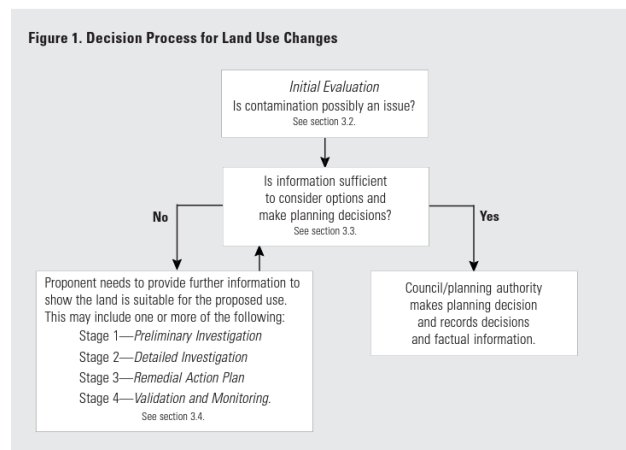 Figure 1. Decision Process for Land Use Changes
Initial Evaluation
Is contamination possibly an issue?
See section 3.2.
Is information sufficient
to consider options and
make planning decisions?
See section 3.3.
No
Yes
Proponent needs to provide further information to
show the land is suitable for the proposed use.
This may include one or more of the following:
Stage 1—Preliminary Investigation
Stage 2—Detailed Investigation
Stage 3—Remedial Action Plan
Stage 4—Validation and Monitoring.
See section 3.4.
Council/planning authority
makes planning decision
and records decisions
and factual information.